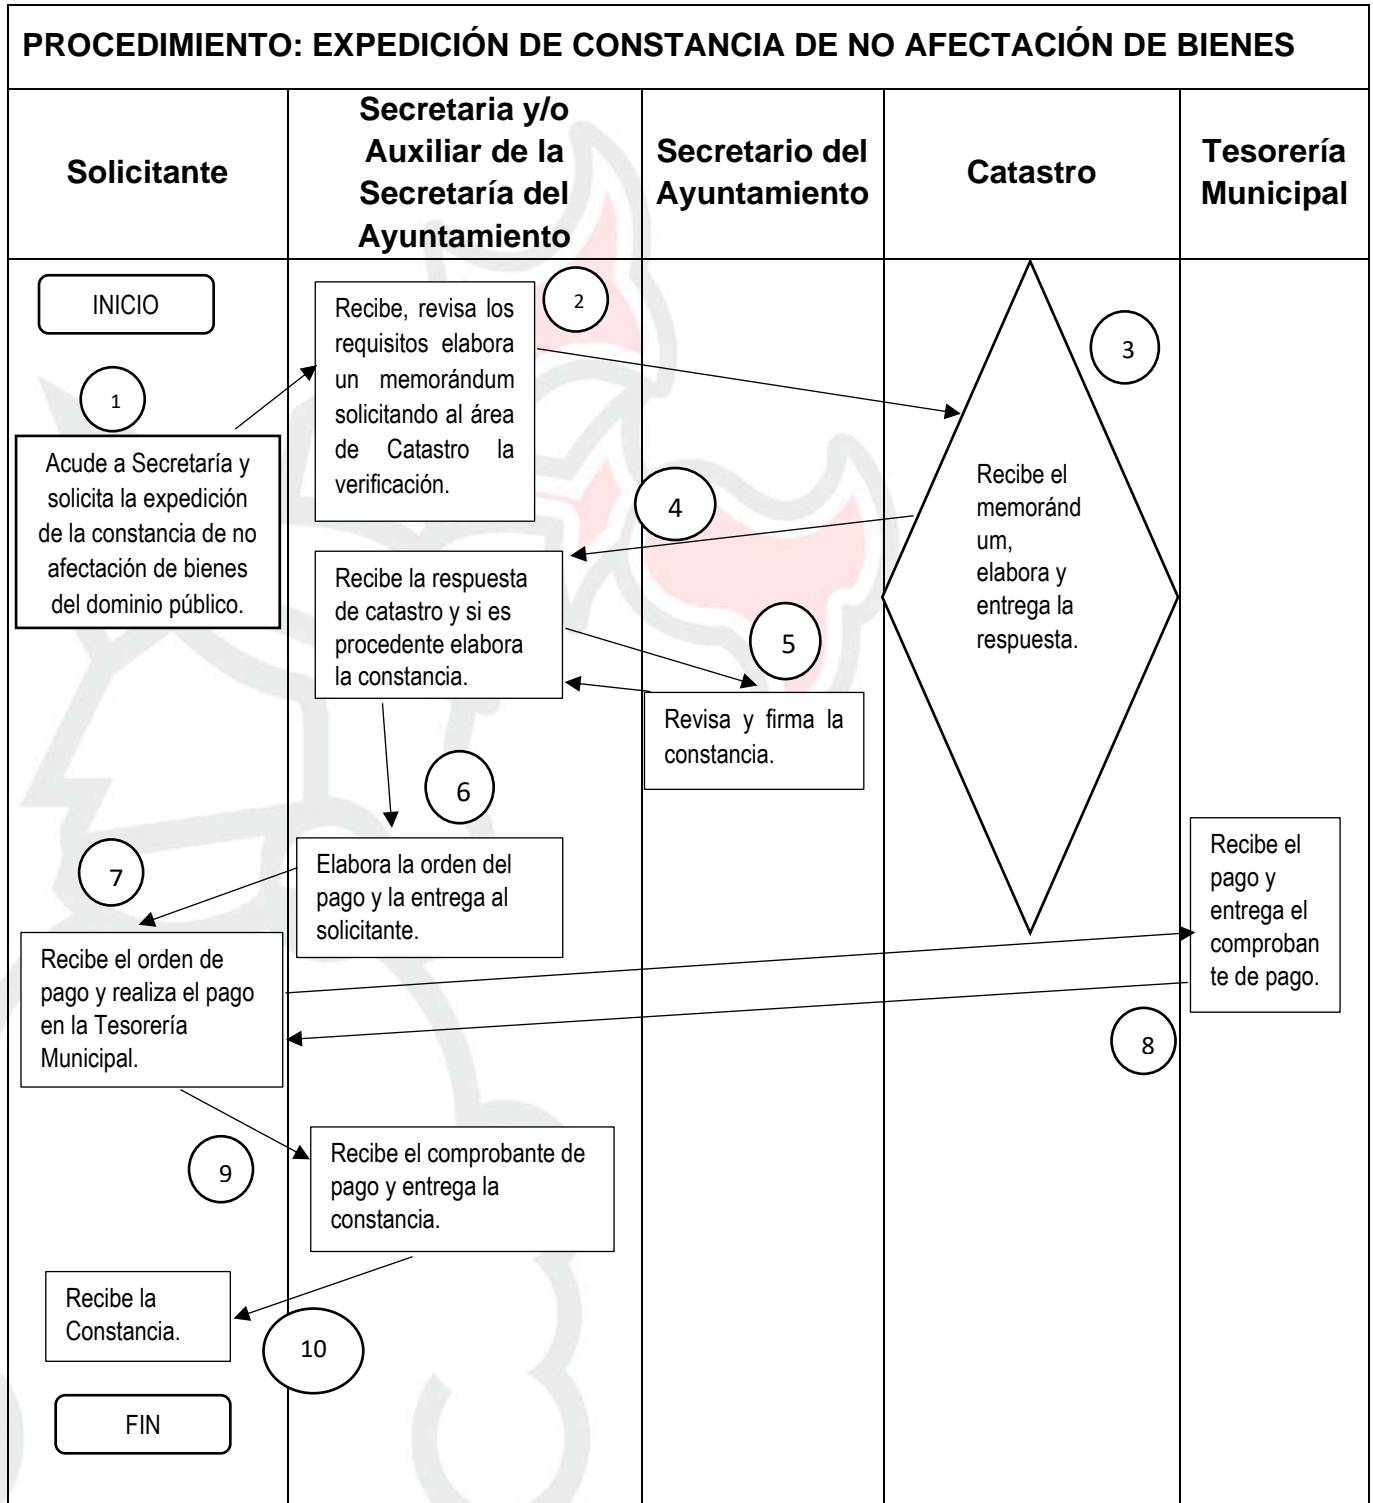 PROCEDIMIENTO: EXPEDICIÓN DE CONSTANCIA DE NO AFECTACIÓN DE BIENES
Solicitante
Secretaria y/o
Auxiliar de la
Secretaría del
Ayuntamiento
Secretario del
Ayuntamiento
Catastro
Tesorería
Municipal
INICIO
1
Acude a Secretaría y
solicita la expedición
de la constancia de no
afectación de bienes
del dominio público.
2
Recibe, revisa los
requisitos elabora
un memorándum
solicitando al área
de Catastro la
verificación.
3
Recibe el
memoránd
um,
elabora y
entrega la
respuesta.
4
Recibe la respuesta
de catastro y si es
procedente elabora
la constancia.
5
Revisa y firma la
constancia.
6
Elabora la orden del
pago y la entrega al
solicitante.
7
Recibe el orden de
pago y realiza el pago
en la Tesorería
Municipal.
Recibe el
pago y
entrega el
comproban
te de pago.
8
9
Recibe el comprobante de
pago y entrega la
constancia.
10
Recibe la
Constancia.
FIN